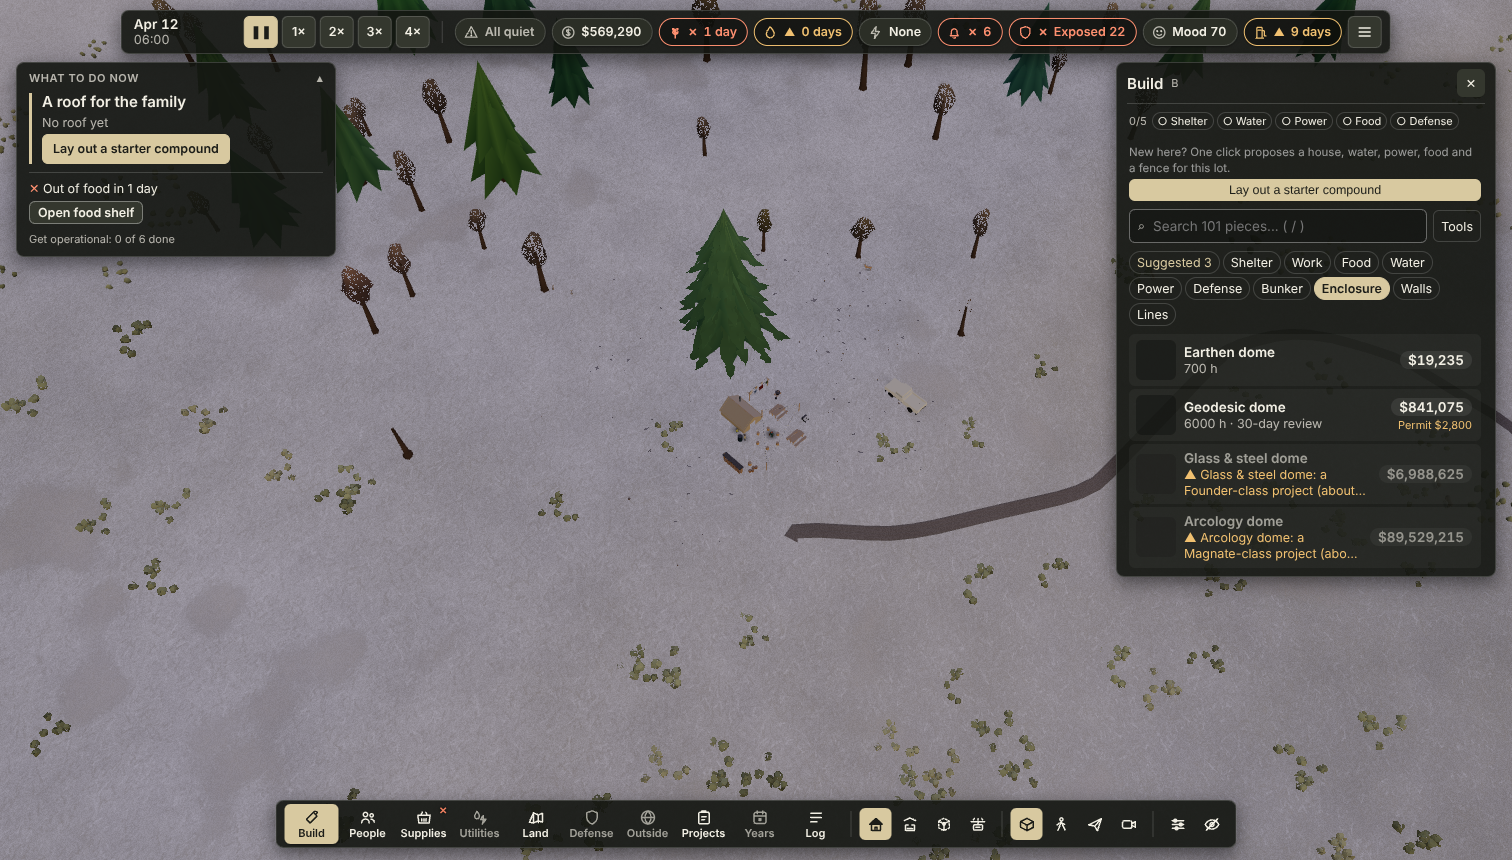 Apr 12
06:00
1×
2×
3×
4×
All quiet
$569,290
× 1 day
▲ 0 days
None
× 6
× Exposed 22
Mood 70
▲ 9 days
WHAT TO DO NOW
A roof for the family
No roof yet
Lay out a starter compound
× Out of food in 1 day
Open food shelf
Get operational: 0 of 6 done
Build B
0/5 Shelter Water Power Food Defense
New here? One click proposes a house, water, power, food and
a fence for this lot.
Lay out a starter compound
Search 101 pieces... ( / )
Tools
Suggested 3 Shelter Work Food Water
Power Defense Bunker Enclosure Walls
Lines
Earthen dome
700 h
$19,235
Geodesic dome
6000 h · 30-day review
$841,075
Permit $2,800
Glass & steel dome
▲ Glass & steel dome: a
Founder-class project (about...
$6,988,625
Arcology dome
▲ Arcology dome: a
Magnate-class project (abo...
$89,529,215
Build
People
Supplies
Utilities
Land
Defense
Outside
Projects
Years
Log